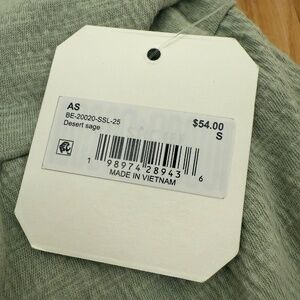 AS
BE-20020-SSL-25
Desert sage
$54.00
S
1 98974 28943 6
MADE IN VIETNAM